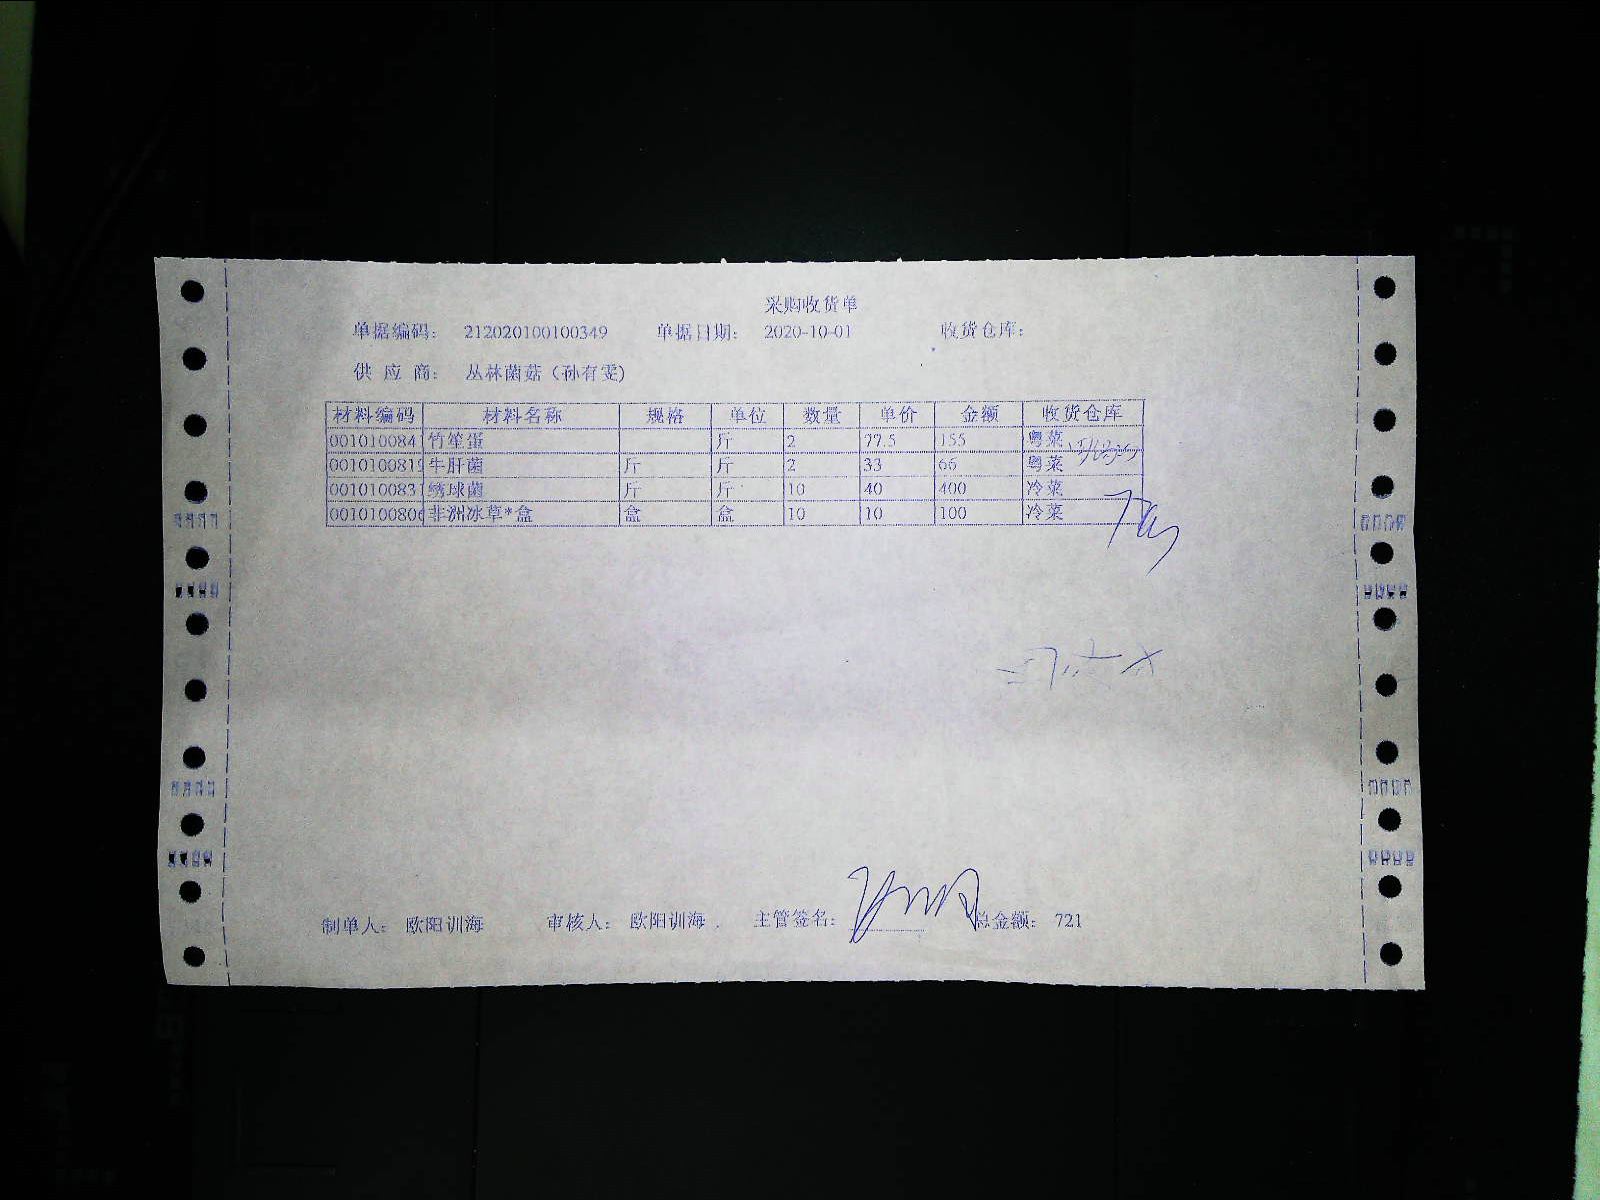 采购收货单
单据编码: 212020100100349 单据日期: 2020-10-01 收货仓库:
供 应 商: 丛林菌菇(孙有雯)
材料编码 材料名称 规格 单位 数量 单价 金额 收货仓库
001010084 竹笙蛋 斤 2 77.5 155 粤菜
001010081 牛肝菌 斤 斤 2 33 66 粤菜
001010083 绣球菌 斤 斤 10 40 400 冷菜
001010080 非洲冰草*盒 盒 盒 10 10 100 冷菜
制单人: 欧阳训海 审核人: 欧阳训海 主管签名: 总金额: 721